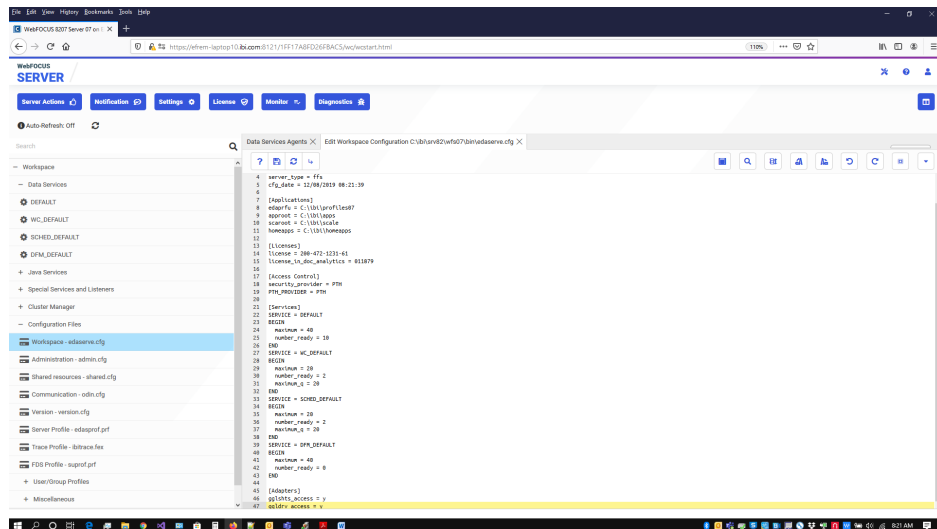 File Edit View History Bookmarks Tools Help
WebFOCUS 8207 Server 07 on E
https://efrem-laptop10.ibi.com:8121/1FF17A8FD26FBAC5/wc/wcstart.html
110%
WebFOCUS
SERVER
Server Actions
Notification
Settings
License
Monitor
Diagnostics
Auto-Refresh: Off
Search
Data Services Agents
Edit Workspace Configuration C:\ibi\srv82\wfs07\bin\edaserve.cfg
− Workspace
− Data Services
DEFAULT
WC_DEFAULT
SCHED_DEFAULT
DFM_DEFAULT
+ Java Services
+ Special Services and Listeners
+ Cluster Manager
− Configuration Files
Workspace - edaserve.cfg
Administration - admin.cfg
Shared resources - shared.cfg
Communication - odin.cfg
Version - version.cfg
Server Profile - edasprof.prf
Trace Profile - ibitrace.fex
FDS Profile - suprof.prf
+ User/Group Profiles
+ Miscellaneous
4 server_type = ffs
5 cfg_date = 12/08/2019 08:21:39
6
7 [Applications]
8 edaprfu = C:\ibi\profiles07
9 approot = C:\ibi\apps
10 scaroot = C:\ibi\scale
11 homeapps = C:\ibi\homeapps
12
13 [Licenses]
14 license = 200-472-1231-61
15 license_in_doc_analytics = 011879
16
17 [Access Control]
18 security_provider = PTH
19 PTH_PROVIDER = PTH
20
21 [Services]
22 SERVICE = DEFAULT
23 BEGIN
24 maximum = 40
25 number_ready = 10
26 END
27 SERVICE = WC_DEFAULT
28 BEGIN
29 maximum = 20
30 number_ready = 2
31 maximum_q = 20
32 END
33 SERVICE = SCHED_DEFAULT
34 BEGIN
35 maximum = 20
36 number_ready = 2
37 maximum_q = 20
38 END
39 SERVICE = DFM_DEFAULT
40 BEGIN
41 maximum = 40
42 number_ready = 0
43 END
44
45 [Adapters]
46 gglshts_access = y
47 ggldrv_access = y
8:21 AM